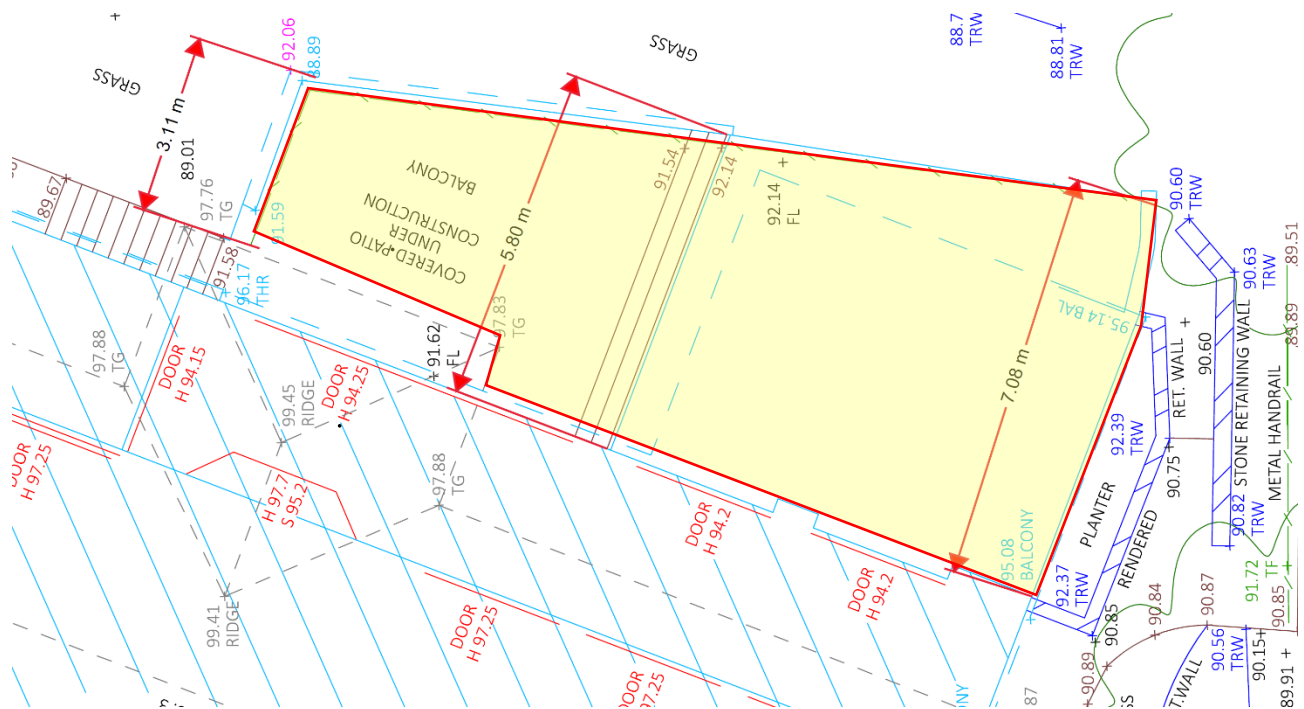 GRASS
92.06
88.89
3.11 m
89.01
89.67
97.76
TG
91.58
91.59
96.17
THR
GRASS
88.7
TRW
88.81
TRW
BALCONY
COVERED PATIO
UNDER
CONSTRUCTION
5.80 m
91.54
92.14
92.14
FL
97.83
TG
91.62
FL
7.08 m
95.14 BAL
90.60
TRW
90.63
TRW
89.51
89.89
RET. WALL
90.60
STONE RETAINING WALL
METAL HANDRAIL
92.39
TRW
90.75
PLANTER
RENDERED
90.82
TRW
91.72
TF
90.85
97.88
TG
DOOR
H 94.15
99.45
RIDGE
DOOR
H 94.25
DOOR
H 97.25
H 97.7
S 95.2
97.88
TG
DOOR
H 94.2
DOOR
H 94.2
95.08
BALCONY
92.37
TRW
90.85
90.84
90.87
90.56
TRW
90.15
89.91
90.89
T.WALL
99.41
RIDGE
DOOR
H 97.25
DOOR
97.25
ONY
87
SS
m.